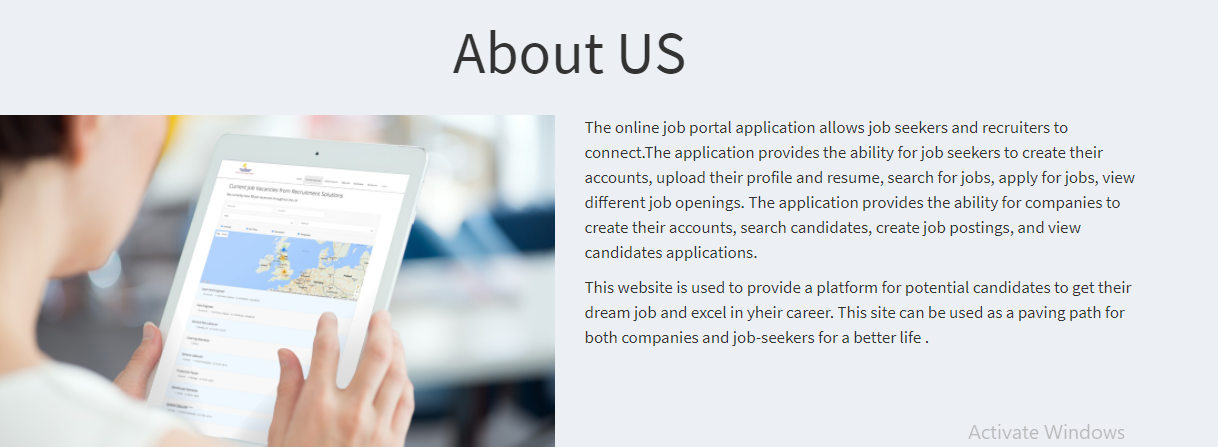 About US
The online job portal application allows job seekers and recruiters to
connect.The application provides the ability for job seekers to create their
accounts, upload their profile and resume, search for jobs, apply for jobs, view
different job openings. The application provides the ability for companies to
create their accounts, search candidates, create job postings, and view
candidates applications.
This website is used to provide a platform for potential candidates to get their
dream job and excel in yheir career. This site can be used as a paving path for
both companies and job-seekers for a better life .
Current Job Vacancies from Recruitment Solutions
Activate Windows